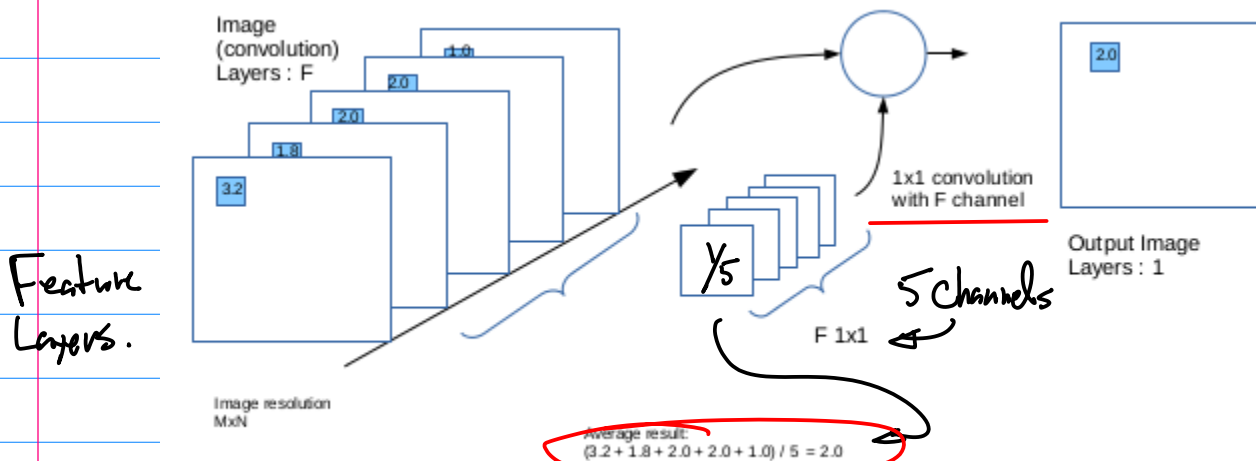 Image
(convolution)
Layers : F
1.0
2.0
2.0
1.8
3.2
2.0
1x1 convolution
with F channel
Output Image
Layers : 1
Feature
Layers.
1/5
5 Channels
F 1x1
Image resolution
MxN
Average result:
(3.2 + 1.8 + 2.0 + 2.0 + 1.0) / 5 = 2.0